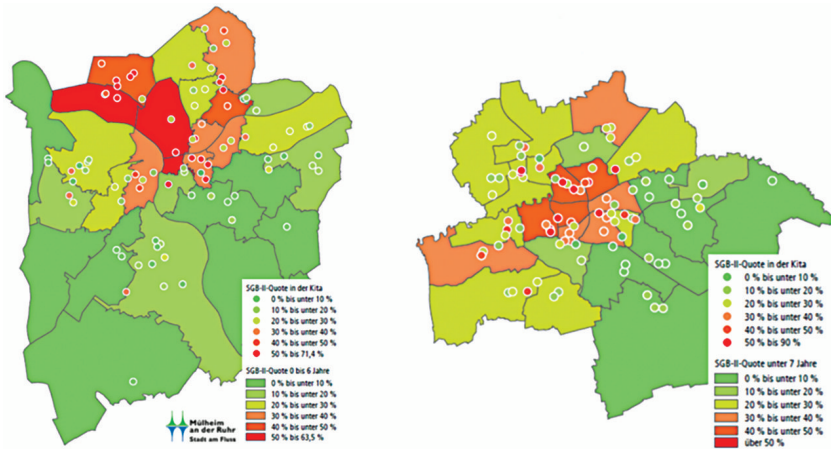 SGB-II-Quote in der Kita
0 % bis unter 10 %
10 % bis unter 20 %
20 % bis unter 30 %
30 % bis unter 40 %
40 % bis unter 50 %
50 % bis 71,4 %
SGB-II-Quote 0 bis 6 Jahre
0 % bis unter 10 %
10 % bis unter 20 %
20 % bis unter 30 %
30 % bis unter 40 %
40 % bis unter 50 %
50 % bis 63,5 %
Mülheim
an der Ruhr
Stadt am Fluss
SGB-II-Quote in der Kita
0 % bis unter 10 %
10 % bis unter 20 %
20 % bis unter 30 %
30 % bis unter 40 %
40 % bis unter 50 %
50 % bis 90 %
SGB-II-Quote unter 7 Jahre
0 % bis unter 10 %
10 % bis unter 20 %
20 % bis unter 30 %
30 % bis unter 40 %
40 % bis unter 50 %
über 50 %